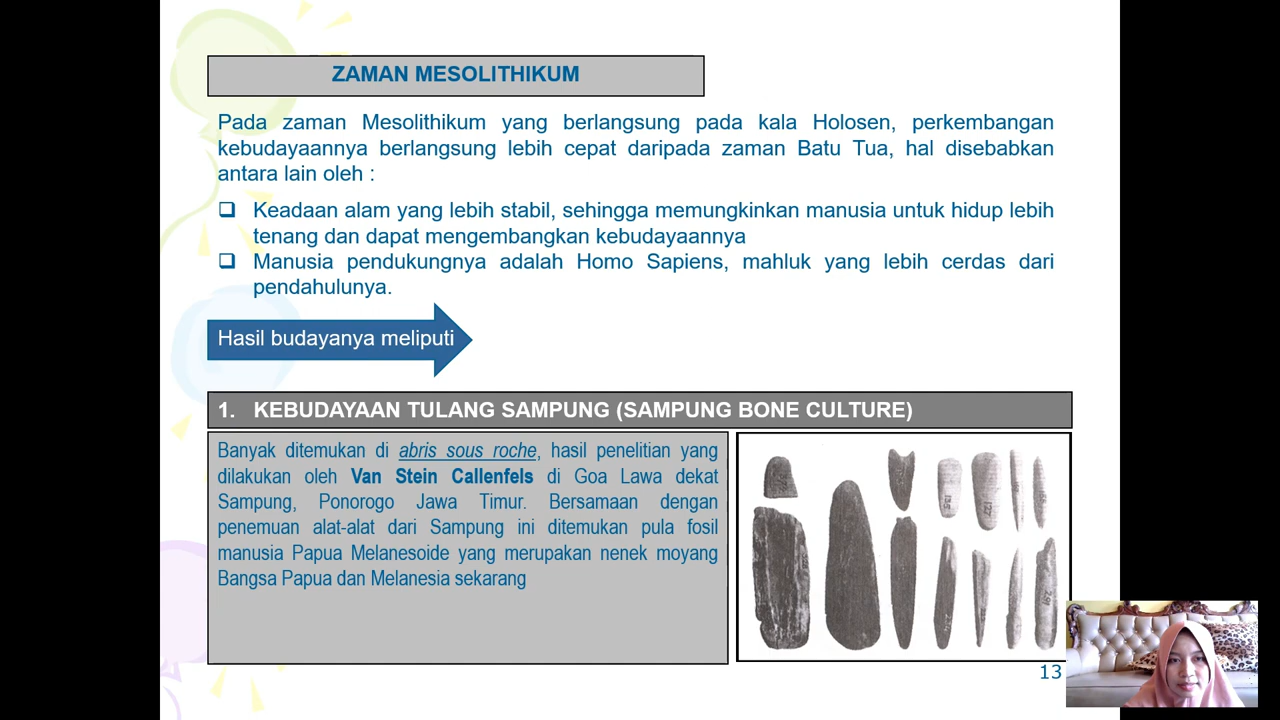 ZAMAN MESOLITHIKUM
Pada zaman Mesolithikum yang berlangsung pada kala Holosen, perkembangan
kebudayaannya berlangsung lebih cepat daripada zaman Batu Tua, hal disebabkan
antara lain oleh :
Keadaan alam yang lebih stabil, sehingga memungkinkan manusia untuk hidup lebih
tenang dan dapat mengembangkan kebudayaannya
Manusia pendukungnya adalah Homo Sapiens, mahluk yang lebih cerdas dari
pendahulunya.
Hasil budayanya meliputi
1. KEBUDAYAAN TULANG SAMPUNG (SAMPUNG BONE CULTURE)
Banyak ditemukan di abris sous roche, hasil penelitian yang
dilakukan oleh Van Stein Callenfels di Goa Lawa dekat
Sampung, Ponorogo Jawa Timur. Bersamaan dengan
penemuan alat-alat dari Sampung ini ditemukan pula fosil
manusia Papua Melanesoide yang merupakan nenek moyang
Bangsa Papua dan Melanesia sekarang
13